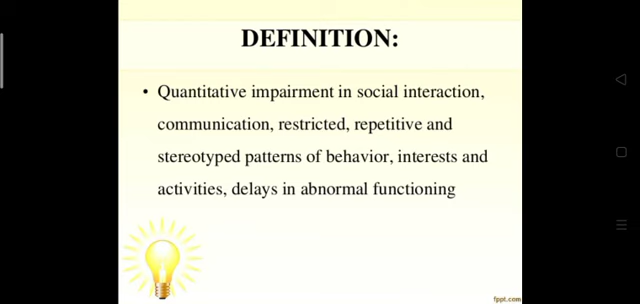 DEFINITION:
• Quantitative impairment in social interaction,
communication, restricted, repetitive and
stereotyped patterns of behavior, interests and
activities, delays in abnormal functioning
fppt.com